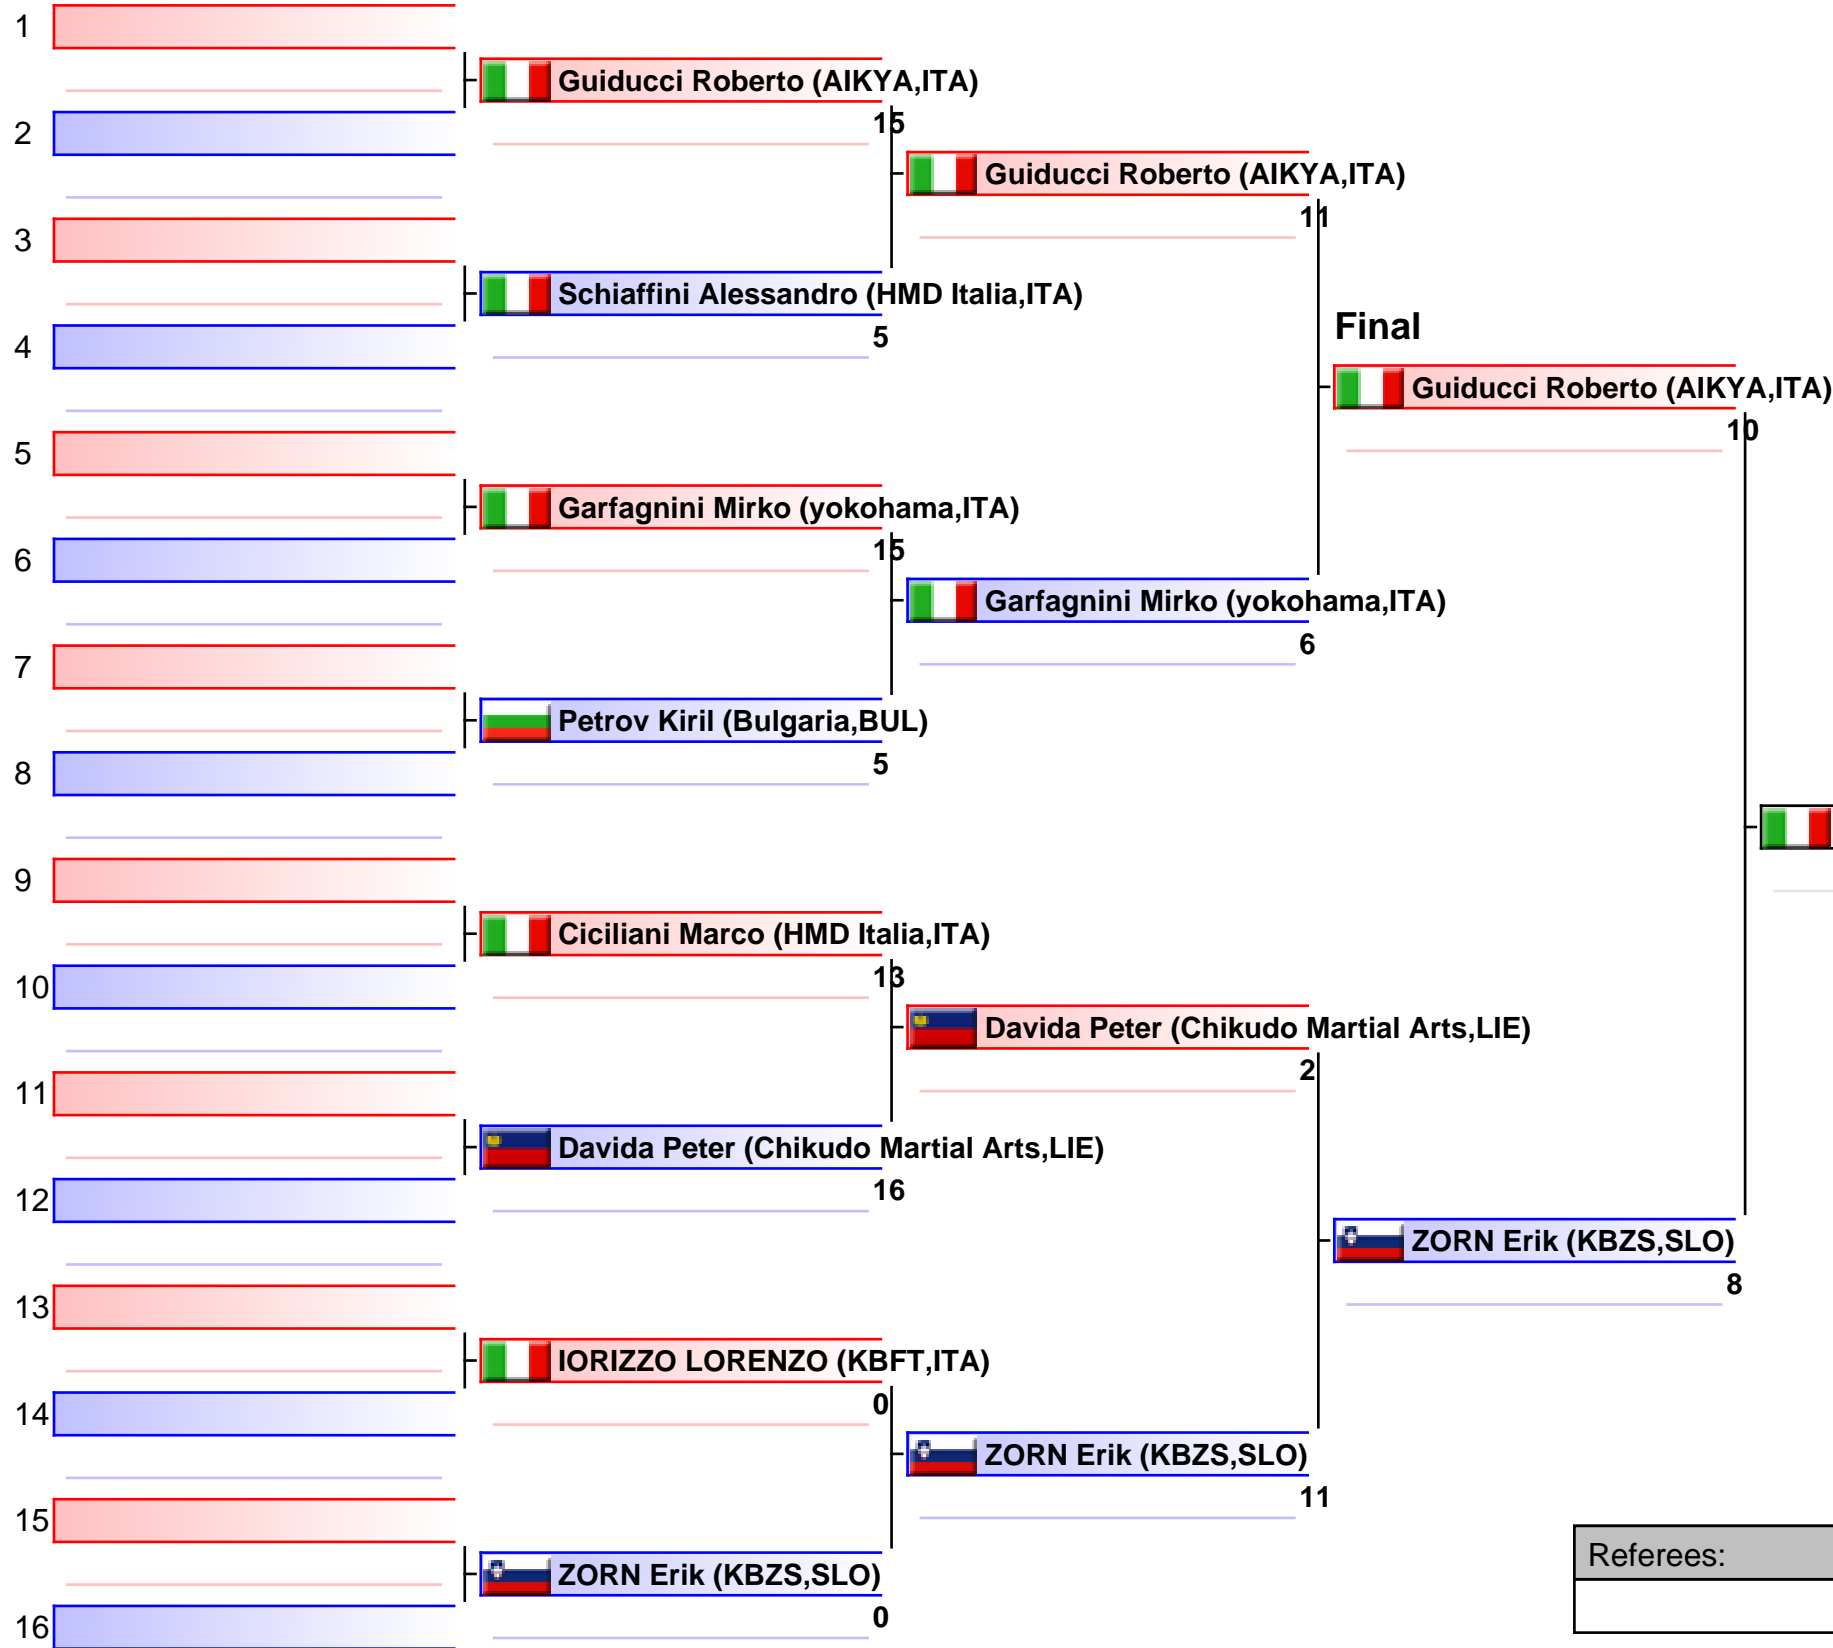 1
Guiducci Roberto (AIKYA,ITA)
15
2
Guiducci Roberto (AIKYA,ITA)
11
3
Schiaffini Alessandro (HMD Italia,ITA)
5
4
Final
Guiducci Roberto (AIKYA,ITA)
10
5
Garfagnini Mirko (yokohama,ITA)
15
6
Garfagnini Mirko (yokohama,ITA)
6
7
Petrov Kiril (Bulgaria,BUL)
5
8
9
Ciciliani Marco (HMD Italia,ITA)
13
10
Davida Peter (Chikudo Martial Arts,LIE)
2
11
Davida Peter (Chikudo Martial Arts,LIE)
16
12
ZORN Erik (KBZS,SLO)
8
13
IORIZZO LORENZO (KBFT,ITA)
0
14
ZORN Erik (KBZS,SLO)
11
15
ZORN Erik (KBZS,SLO)
0
16
Referees: